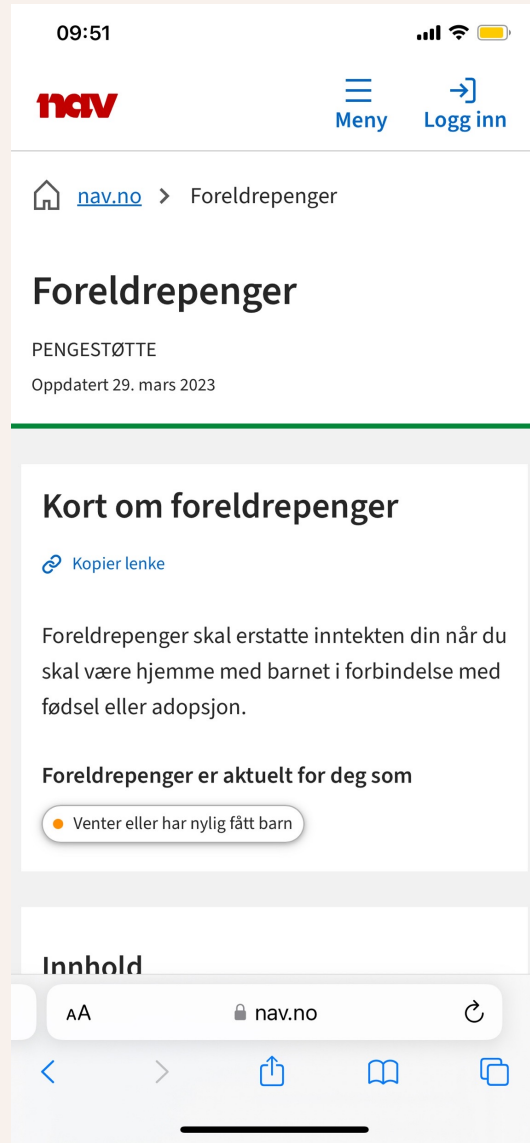 09:51
nav
Meny
Logg inn
nav.no > Foreldrepenger
Foreldrepenger
PENGESTØTTE
Oppdatert 29. mars 2023
Kort om foreldrepenger
Kopier lenke
Foreldrepenger skal erstatte inntekten din når du
skal være hjemme med barnet i forbindelse med
fødsel eller adopsjon.
Foreldrepenger er aktuelt for deg som
Venter eller har nylig fått barn
Innhold
AA
nav.no